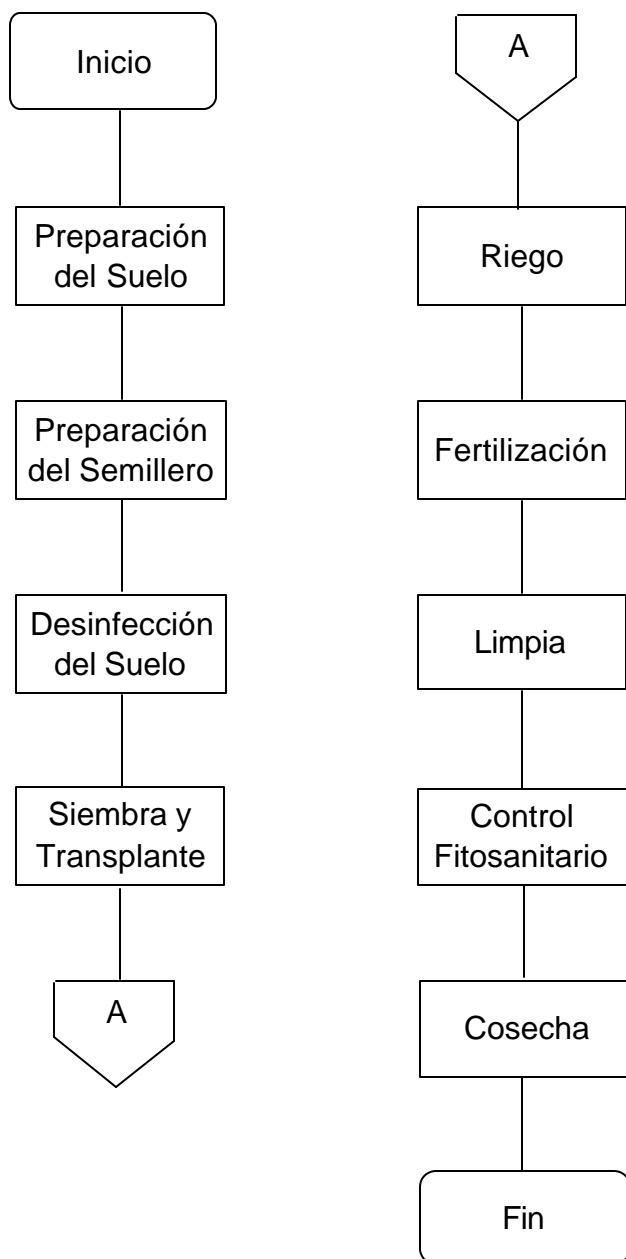 Inicio
Preparación
del Suelo
Preparación
del Semillero
Desinfección
del Suelo
Siembra y
Transplante
A
A
Riego
Fertilización
Limpia
Control
Fitosanitario
Cosecha
Fin